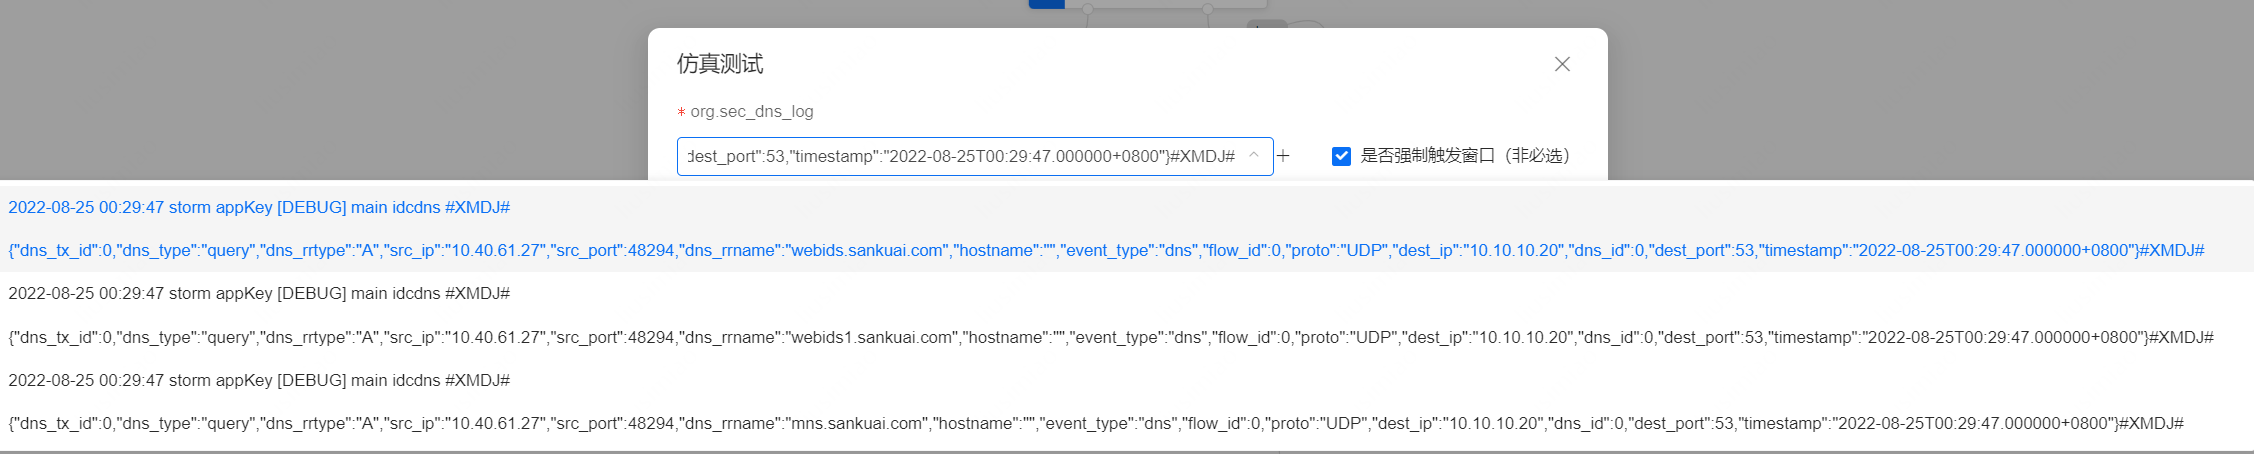 仿真测试
* org.sec_dns_log
dest_port":53,"timestamp":"2022-08-25T00:29:47.000000+0800"}#XMDJ#
是否强制触发窗口（非必选）
2022-08-25 00:29:47 storm appKey [DEBUG] main idcdns #XMDJ#
{"dns_tx_id":0,"dns_type":"query","dns_rrtype":"A","src_ip":"10.40.61.27","src_port":48294,"dns_rrname":"webids.sankuai.com","hostname":"","event_type":"dns","flow_id":0,"proto":"UDP","dest_ip":"10.10.10.20","dns_id":0,"dest_port":53,"timestamp":"2022-08-25T00:29:47.000000+0800"}#XMDJ#
2022-08-25 00:29:47 storm appKey [DEBUG] main idcdns #XMDJ#
{"dns_tx_id":0,"dns_type":"query","dns_rrtype":"A","src_ip":"10.40.61.27","src_port":48294,"dns_rrname":"webids1.sankuai.com","hostname":"","event_type":"dns","flow_id":0,"proto":"UDP","dest_ip":"10.10.10.20","dns_id":0,"dest_port":53,"timestamp":"2022-08-25T00:29:47.000000+0800"}#XMDJ#
2022-08-25 00:29:47 storm appKey [DEBUG] main idcdns #XMDJ#
{"dns_tx_id":0,"dns_type":"query","dns_rrtype":"A","src_ip":"10.40.61.27","src_port":48294,"dns_rrname":"mns.sankuai.com","hostname":"","event_type":"dns","flow_id":0,"proto":"UDP","dest_ip":"10.10.10.20","dns_id":0,"dest_port":53,"timestamp":"2022-08-25T00:29:47.000000+0800"}#XMDJ#